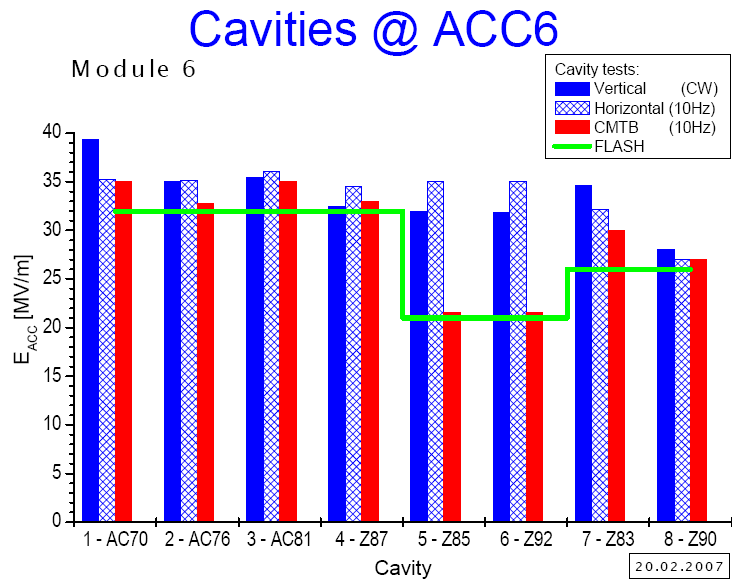 Cavities @ ACC6
Module 6
Cavity tests:
Vertical (CW)
Horizontal (10Hz)
CMTB (10Hz)
FLASH
40
35
30
25
20
15
10
5
0
E_ACC [MV/m]
1 - AC70 2 - AC76 3 - AC81 4 - Z87 5 - Z85 6 - Z92 7 - Z83 8 - Z90
Cavity
20.02.2007